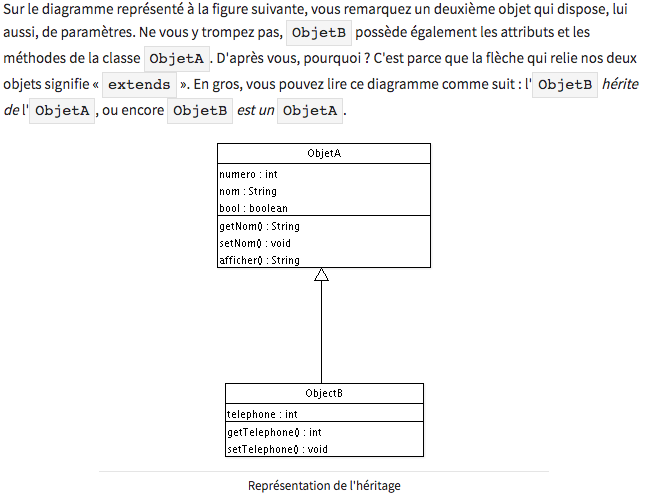 Sur le diagramme représenté à la figure suivante, vous remarquez un deuxième objet qui dispose, lui
aussi, de paramètres. Ne vous y trompez pas, ObjetB possède également les attributs et les
méthodes de la classe ObjetA . D'après vous, pourquoi ? C'est parce que la flèche qui relie nos deux
objets signifie « extends ». En gros, vous pouvez lire ce diagramme comme suit : l' ObjetB hérite
de l' ObjetA , ou encore ObjetB est un ObjetA .
ObjetA
numero : int
nom : String
bool : boolean
getNom() : String
setNom() : void
afficher() : String
ObjectB
telephone : int
getTelephone() : int
setTelephone() : void
Représentation de l'héritage